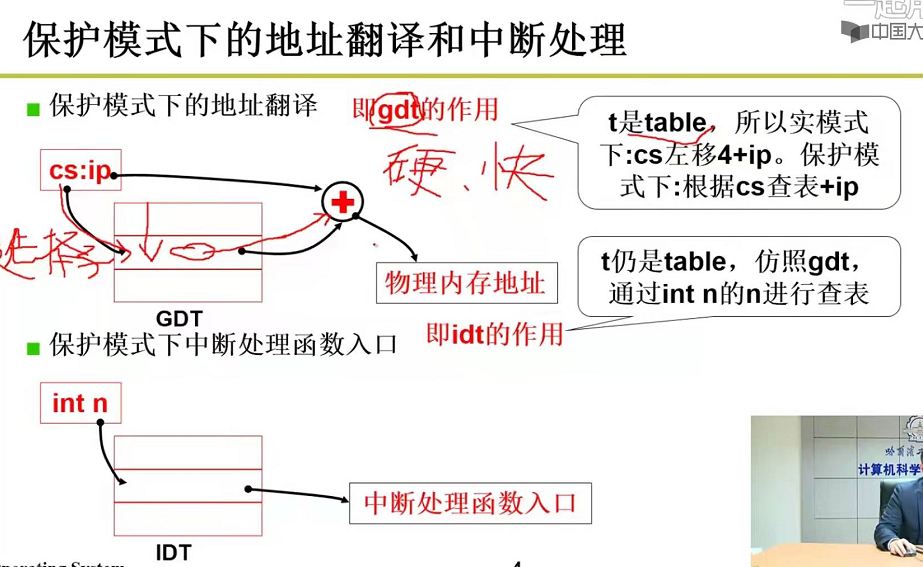 保护模式下的地址翻译和中断处理
中国大
保护模式下的地址翻译
即gdt的作用
t是table，所以实模式
下:cs左移4+ip。保护模
式下:根据cs查表+ip
cs:ip
硬、快
选择子
物理内存地址
GDT
t仍是table，仿照gdt，
通过int n的n进行查表
保护模式下中断处理函数入口
即idt的作用
int n
中断处理函数入口
IDT
计算机科学
4